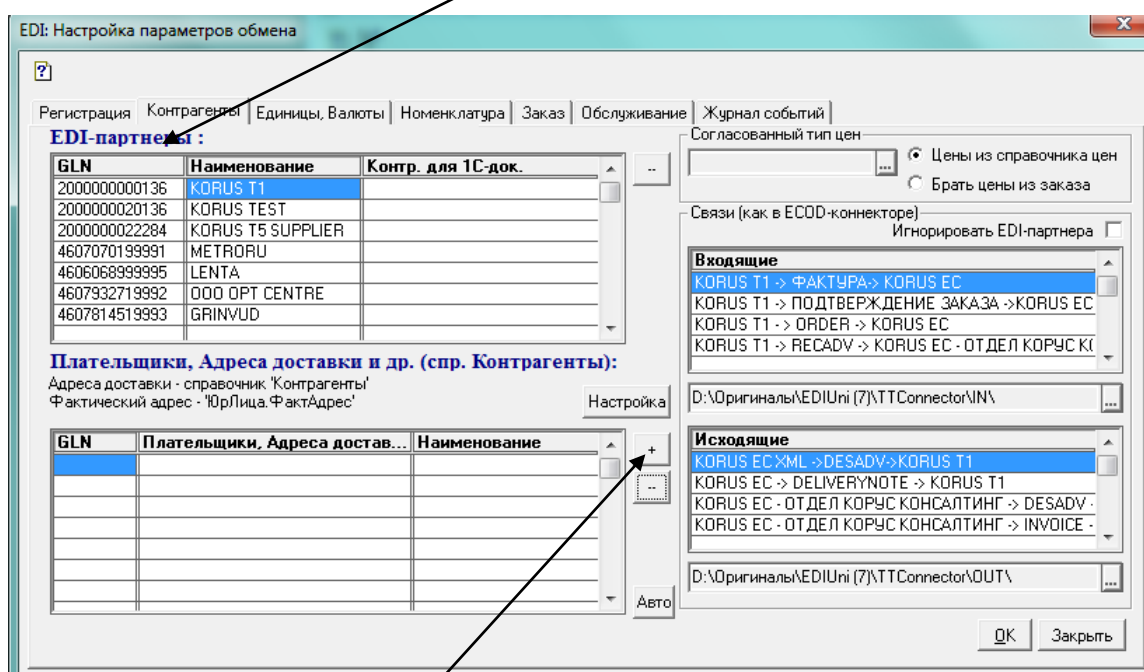 EDI: Настройка параметров обмена
Регистрация Контрагенты Единицы, Валюты Номенклатура Заказ Обслуживание Журнал событий
EDI-партнеры :
GLN Наименование Контр. для 1С-док.
2000000000136 KORUS T1
2000000020136 KORUS TEST
2000000022284 KORUS T5 SUPPLIER
4607070199991 METRORU
4606068999995 LENTA
4607932719992 ООО OPT CENTRE
4607814519993 GRINVUD
--
Плательщики, Адреса доставки и др. (спр. Контрагенты):
Адреса доставки - справочник 'Контрагенты'
Фактический адрес - 'ЮрЛица.ФактАдрес'
Настройка
GLN Плательщики, Адреса достав... Наименование
+
--
Авто
Согласованный тип цен
...
Цены из справочника цен
Брать цены из заказа
Связи (как в ECOD-коннекторе)
Игнорировать EDI-партнера
Входящие
KORUS T1 -> ФАКТУРА-> KORUS EC
KORUS T1 -> ПОДТВЕРЖДЕНИЕ ЗАКАЗА ->KORUS EC
KORUS T1 - > ORDER -> KORUS EC
KORUS T1 -> RECADV -> KORUS EC - ОТДЕЛ КОРУС К(
D:\Оригиналы\EDIUni (7)\TTConnector\IN\ ...
Исходящие
KORUS EC XML ->DESADV->KORUS T1
KORUS EC -> DELIVERYNOTE -> KORUS T1
KORUS EC - ОТДЕЛ КОРУС КОНСАЛТИНГ -> DESADV -
KORUS EC - ОТДЕЛ КОРУС КОНСАЛТИНГ -> INVOICE -
D:\Оригиналы\EDIUni (7)\TTConnector\OUT\ ...
OK Закрыть